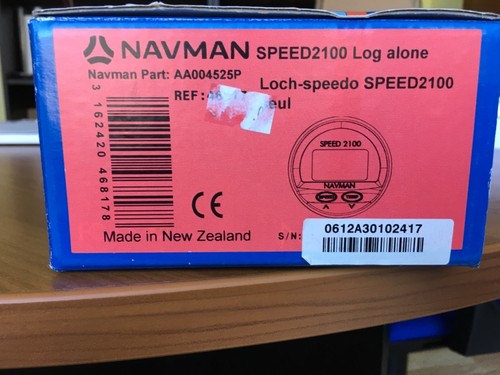 NAVMAN SPEED2100 Log alone
Navman Part: AA004525P
Loch-speedo SPEED2100
REF:
eul
3 162420 468178
SPEED 2100
NAVMAN
CE
Made in New Zealand
S/N:
0612A30102417